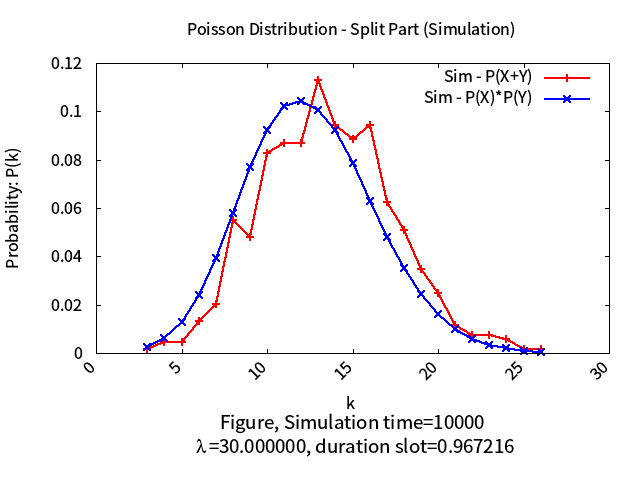 Poisson Distribution - Split Part (Simulation)
Sim - P(X+Y)
Sim - P(X)*P(Y)
Probability: P(k)
0.12
0.1
0.08
0.06
0.04
0.02
0
0 5 10 15 20 25 30
k
Figure, Simulation time=10000
λ=30.000000, duration slot=0.967216